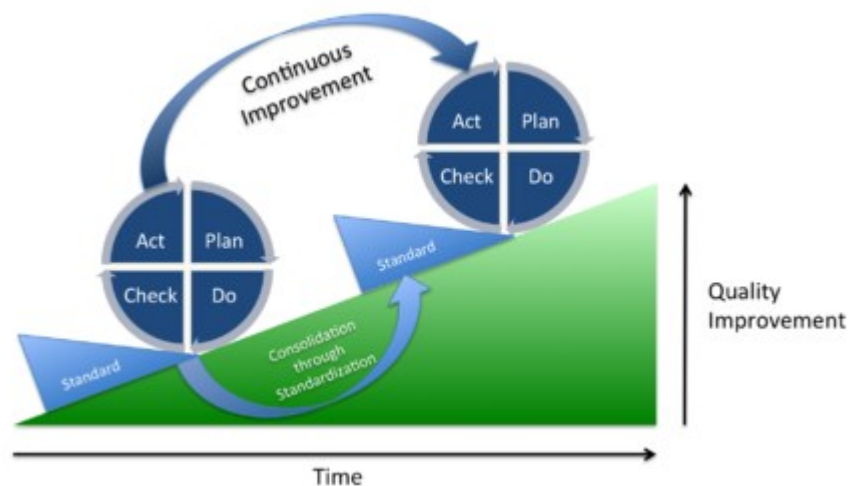 Continuous
Improvement
Act
Plan
Check
Do
Act
Plan
Check
Do
Standard
Standard
Consolidation
through
Standardization
Quality
Improvement
Time